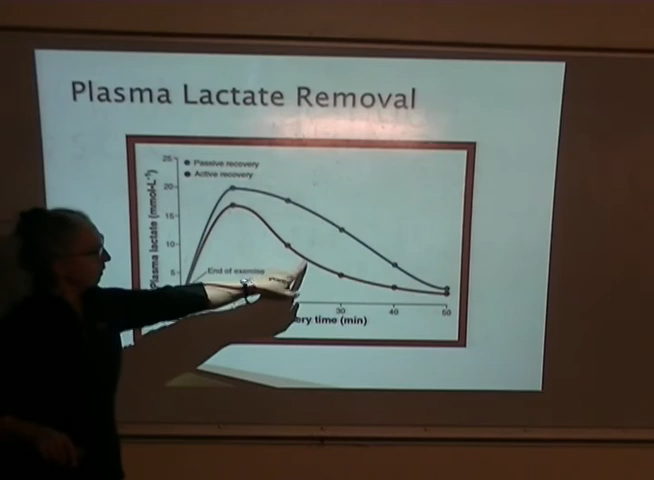 Plasma Lactate Removal
Plasma lactate (mmol·L⁻¹)
25
20
15
10
5
Passive recovery
Active recovery
End of exercise
30
40
50
ery time (min)